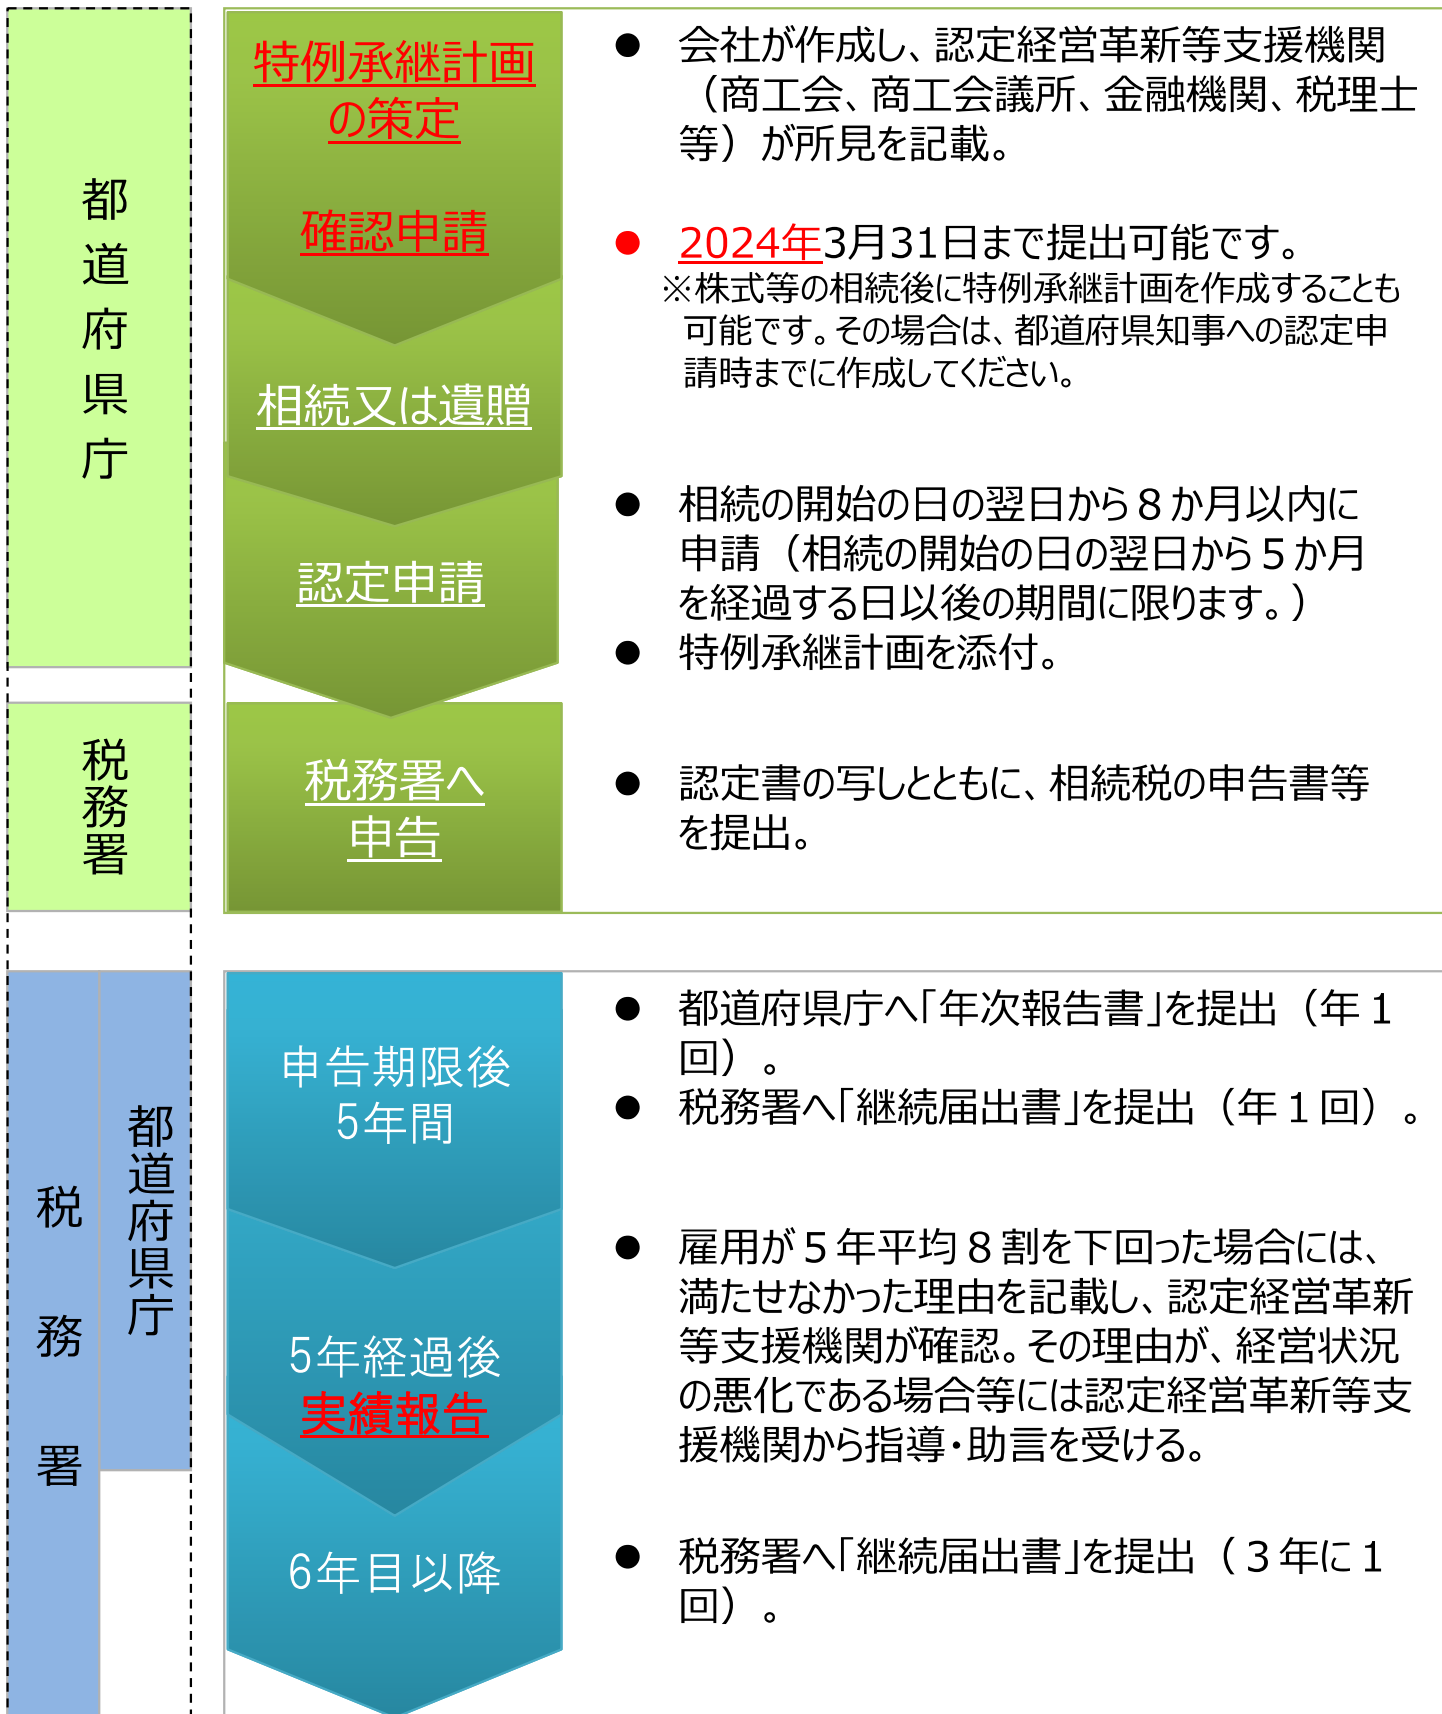 都道府県庁
特例承継計画
の策定
確認申請
● 会社が作成し、認定経営革新等支援機関
（商工会、商工会議所、金融機関、税理士
等）が所見を記載。
● 2024年3月31日まで提出可能です。
※株式等の相続後に特例承継計画を作成することも
可能です。その場合は、都道府県知事への認定申
請時までに作成してください。
相続又は遺贈
認定申請
● 相続の開始の日の翌日から８か月以内に
申請（相続の開始の日の翌日から５か月
を経過する日以後の期間に限ります。）
● 特例承継計画を添付。
税務署
税務署へ
申告
● 認定書の写しとともに、相続税の申告書等
を提出。
税務署
都道府県庁
申告期限後
5年間
● 都道府県庁へ「年次報告書」を提出（年１
回）。
● 税務署へ「継続届出書」を提出（年１回）。
5年経過後
実績報告
● 雇用が５年平均８割を下回った場合には、
満たせなかった理由を記載し、認定経営革新
等支援機関が確認。その理由が、経営状況
の悪化である場合等には認定経営革新等支
援機関から指導・助言を受ける。
6年目以降
● 税務署へ「継続届出書」を提出（３年に１
回）。